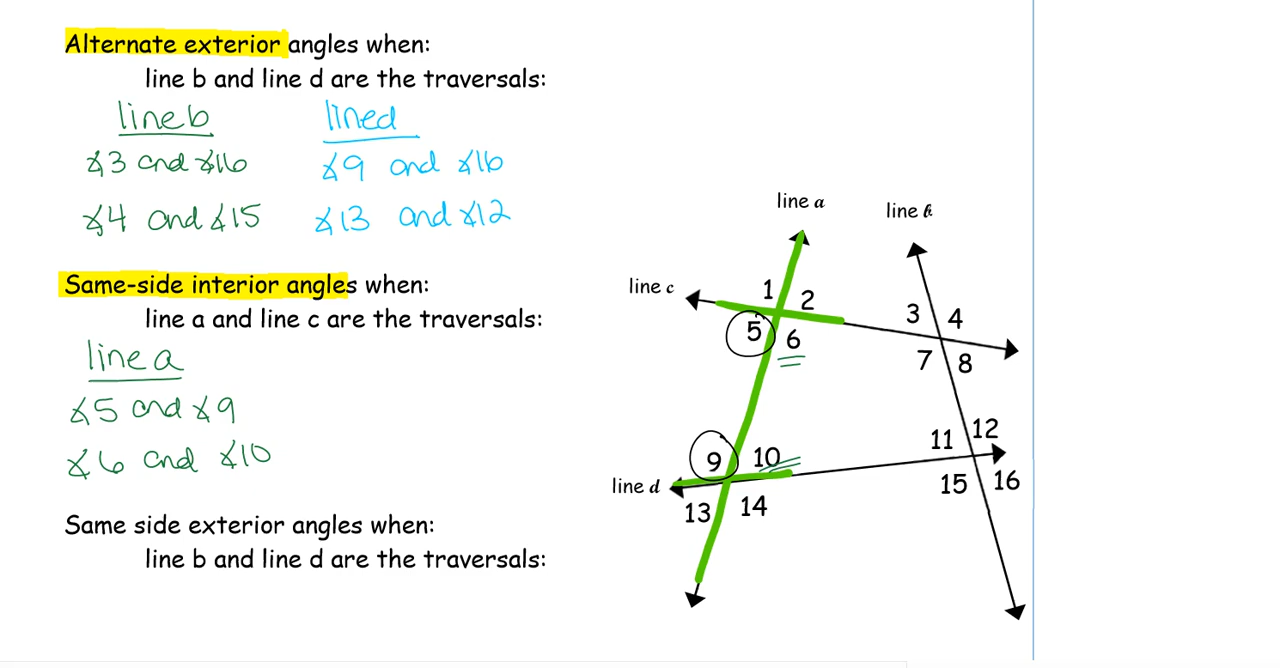 Alternate exterior angles when:
line b and line d are the traversals:
line b
line d
∡3 and ∡16
∡9 and ∡16
∡4 and ∡15
∡13 and ∡12
Same-side interior angles when:
line a and line c are the traversals:
line a
∡5 and ∡9
∡6 and ∡10
Same side exterior angles when:
line b and line d are the traversals:
line a
line b
line c
1 2
3 4
5 6
7 8
11 12
9 10
line d
15 16
13 14